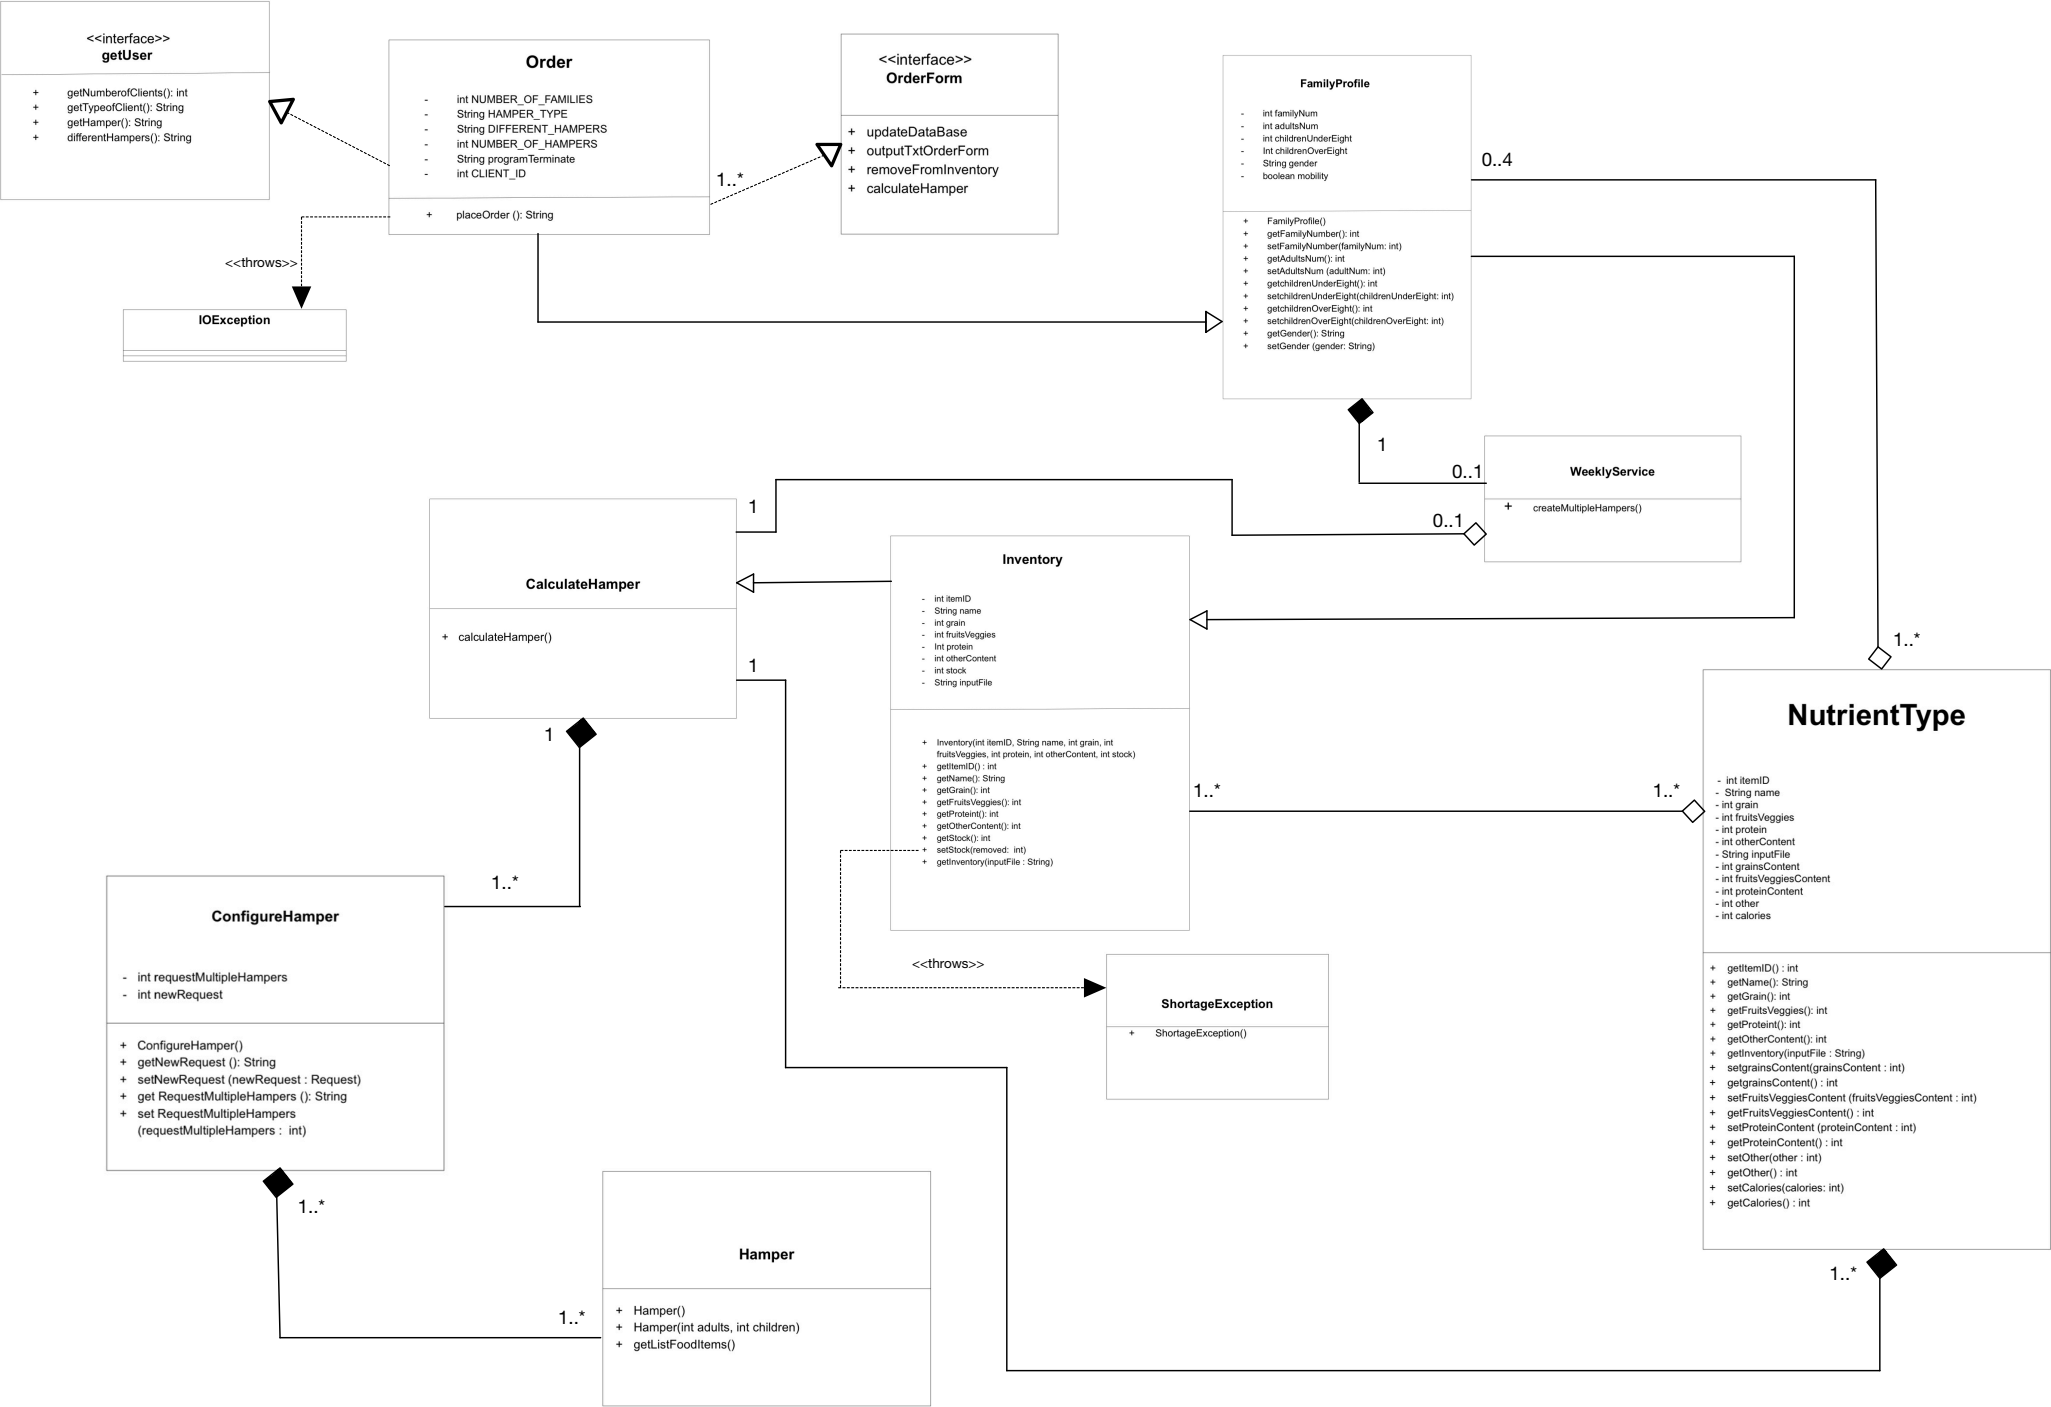 <<interface>>
getUser
+ getNumberofClients(): int
+ getTypeofClient(): String
+ getHamper(): String
+ differentHampers(): String
Order
- int NUMBER_OF_FAMILIES
- String HAMPER_TYPE
- String DIFFERENT_HAMPERS
- int NUMBER_OF_HAMPERS
- String programTerminate
- int CLIENT_ID
+ placeOrder (): String
<<interface>>
OrderForm
+ updateDataBase
+ outputTxtOrderForm
+ removeFromInventory
+ calculateHamper
1..*
<<throws>>
IOException
FamilyProfile
- int familyNum
- int adultsNum
- int childrenUnderEight
- Int childrenOverEight
- String gender
- boolean mobility
+ FamilyProfile()
+ getFamilyNumber(): int
+ setFamilyNumber(familyNum: int)
+ getAdultsNum(): int
+ setAdultsNum (adultNum: int)
+ getchildrenUnderEight(): int
+ setchildrenUnderEight(childrenUnderEight: int)
+ getchildrenOverEight(): int
+ setchildrenOverEight(childrenOverEight: int)
+ getGender(): String
+ setGender (gender: String)
0..4
1
0..1
WeeklyService
+ createMultipleHampers()
0..1
1
CalculateHamper
+ calculateHamper()
1
1
Inventory
- int itemID
- String name
- int grain
- int fruitsVeggies
- Int protein
- int otherContent
- int stock
- String inputFile
+ Inventory(int itemID, String name, int grain, int
fruitsVeggies, int protein, int otherContent, int stock)
+ getItemID() : int
+ getName(): String
+ getGrain(): int
+ getFruitsVeggies(): int
+ getProteint(): int
+ getOtherContent(): int
+ getStock(): int
+ setStock(removed: int)
+ getInventory(inputFile : String)
1..*
1..*
1..*
NutrientType
- int itemID
- String name
- int grain
- int fruitsVeggies
- int protein
- int otherContent
- String inputFile
- int grainsContent
- int fruitsVeggiesContent
- int proteinContent
- int other
- int calories
+ getItemID() : int
+ getName(): String
+ getGrain(): int
+ getFruitsVeggies(): int
+ getProteint(): int
+ getOtherContent(): int
+ getInventory(inputFile : String)
+ setgrainsContent(grainsContent : int)
+ getgrainsContent() : int
+ setFruitsVeggiesContent (fruitsVeggiesContent : int)
+ getFruitsVeggiesContent() : int
+ setProteinContent (proteinContent : int)
+ getProteinContent() : int
+ setOther(other : int)
+ getOther() : int
+ setCalories(calories: int)
+ getCalories() : int
1..*
<<throws>>
ShortageException
+ ShortageException()
1..*
ConfigureHamper
- int requestMultipleHampers
- int newRequest
+ ConfigureHamper()
+ getNewRequest (): String
+ setNewRequest (newRequest : Request)
+ get RequestMultipleHampers (): String
+ set RequestMultipleHampers
(requestMultipleHampers : int)
1..*
1..*
Hamper
+ Hamper()
+ Hamper(int adults, int children)
+ getListFoodItems()